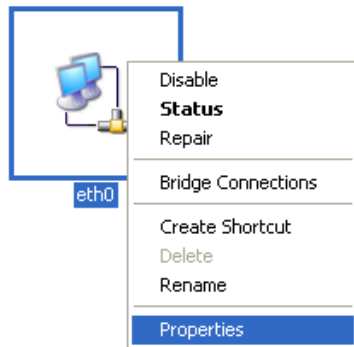 Disable
Status
Repair
Bridge Connections
eth0
Create Shortcut
Delete
Rename
Properties